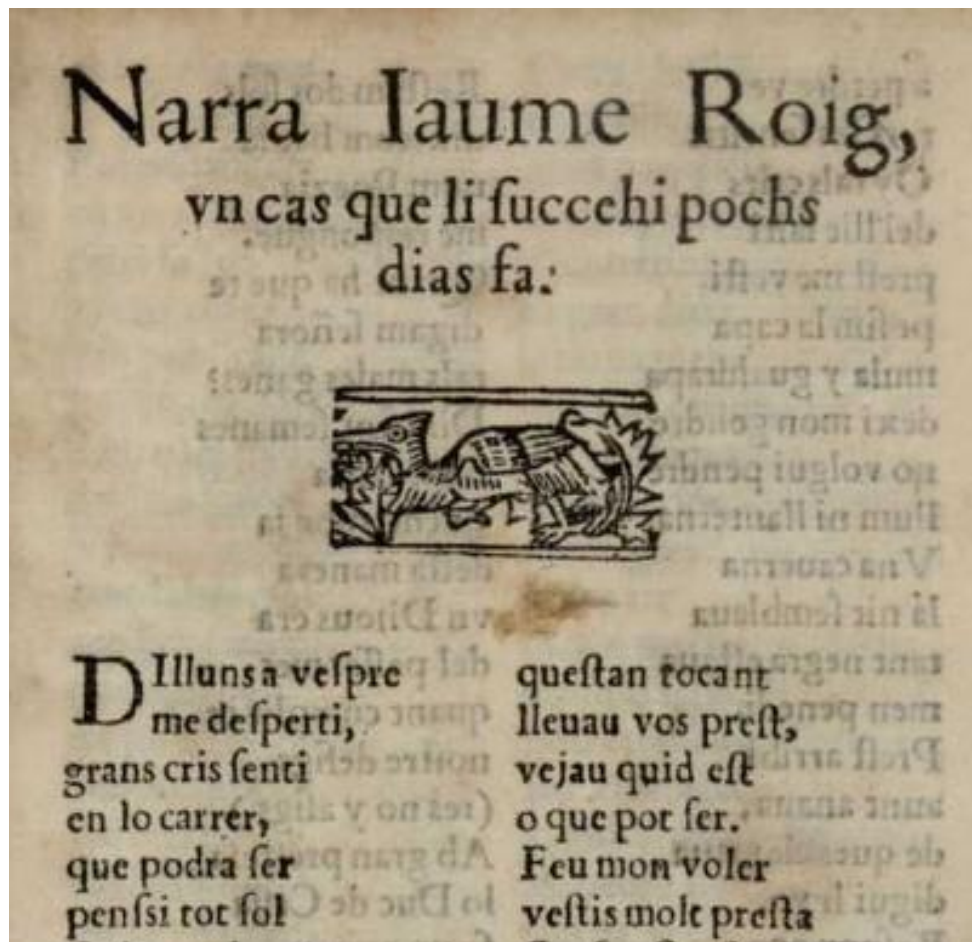 Narra Iaume Roig,
vn cas que li ſuccehi pochs
dias fa:
DIlluns a veſpre
me deſperti,
grans cris ſenti
en lo carrer,
que podra ſer
penſsi tot ſol
queſtan tocant
lleuau vos preſt,
vejau quid eſt
o que pot ſer.
Feu mon voler
veſtis molt preſta